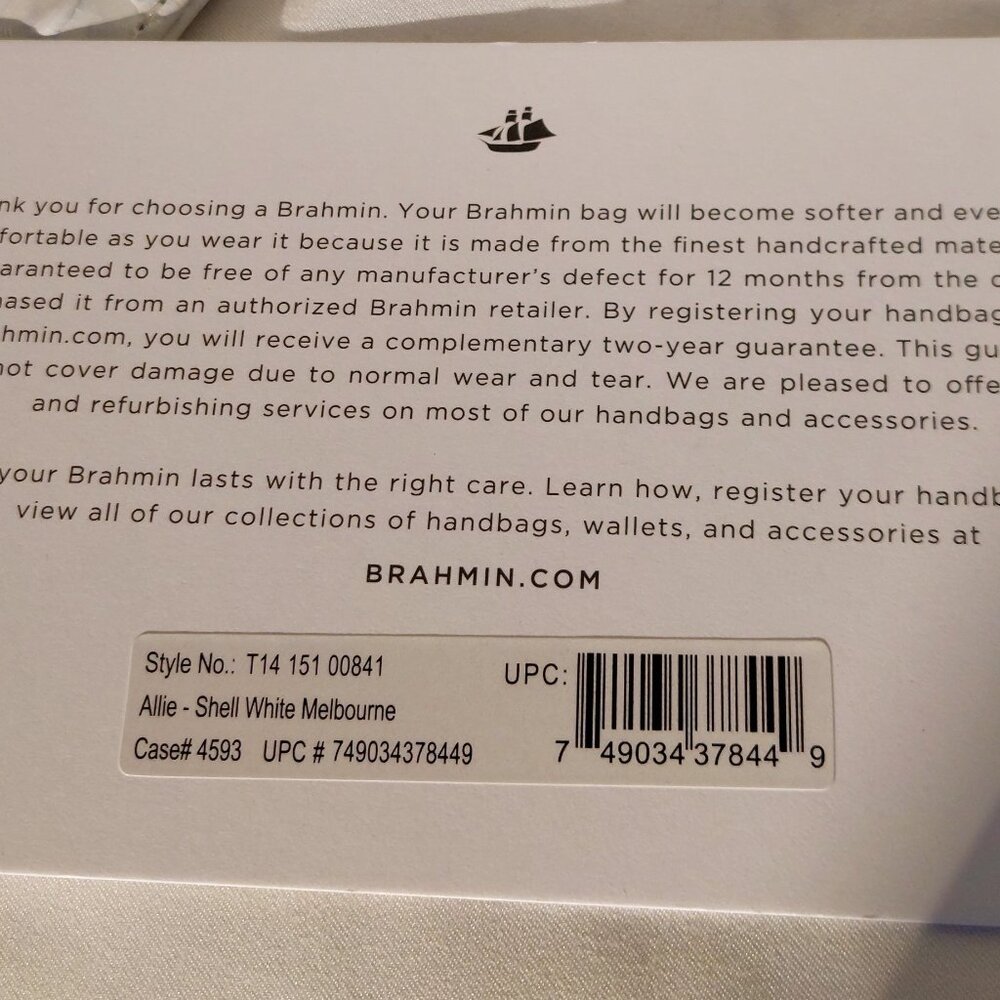 nk you for choosing a Brahmin. Your Brahmin bag will become softer and eve
fortable as you wear it because it is made from the finest handcrafted mate
aranteed to be free of any manufacturer's defect for 12 months from the d
ased it from an authorized Brahmin retailer. By registering your handbag
hmin.com, you will receive a complementary two-year guarantee. This gu
not cover damage due to normal wear and tear. We are pleased to offe
and refurbishing services on most of our handbags and accessories.
your Brahmin lasts with the right care. Learn how, register your handb
view all of our collections of handbags, wallets, and accessories at
BRAHMIN.COM
Style No.: T14 151 00841
Allie - Shell White Melbourne
Case# 4593 UPC # 749034378449
UPC:
7 49034 37844 9